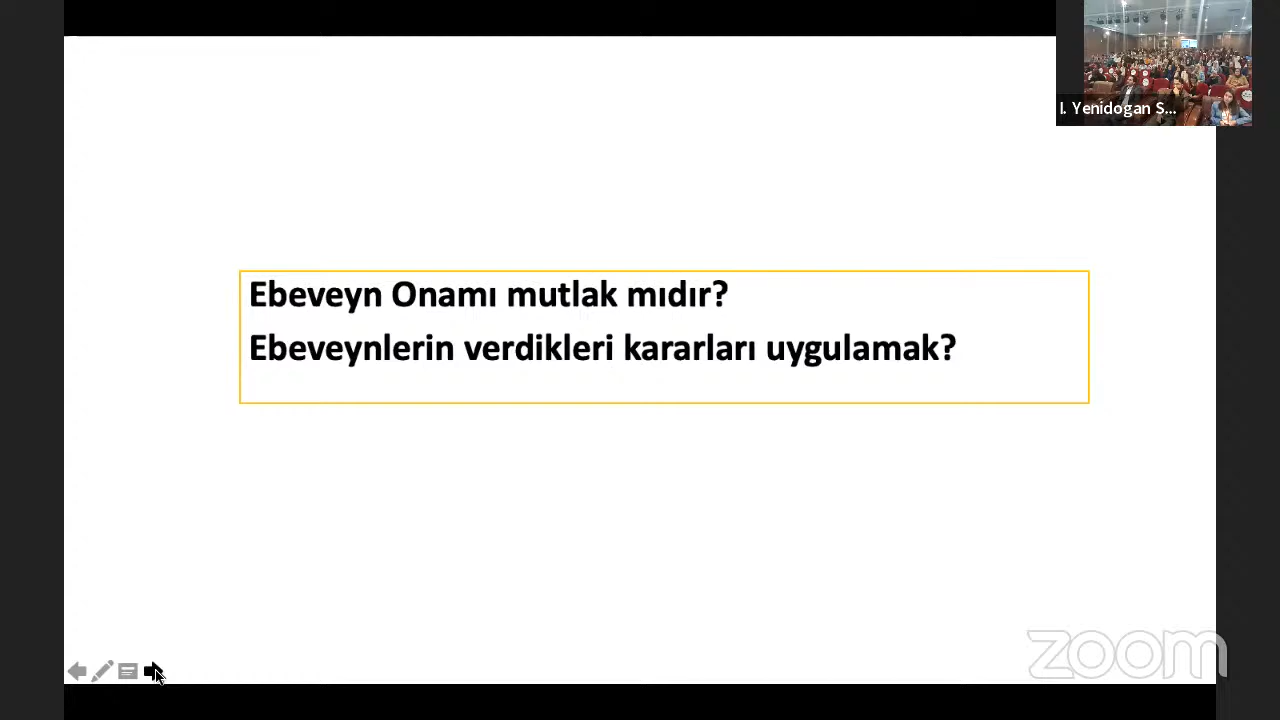 I. Yenidogan S...
Ebeveyn Onamı mutlak mıdır?
Ebeveynlerin verdikleri kararları uygulamak?
zoom